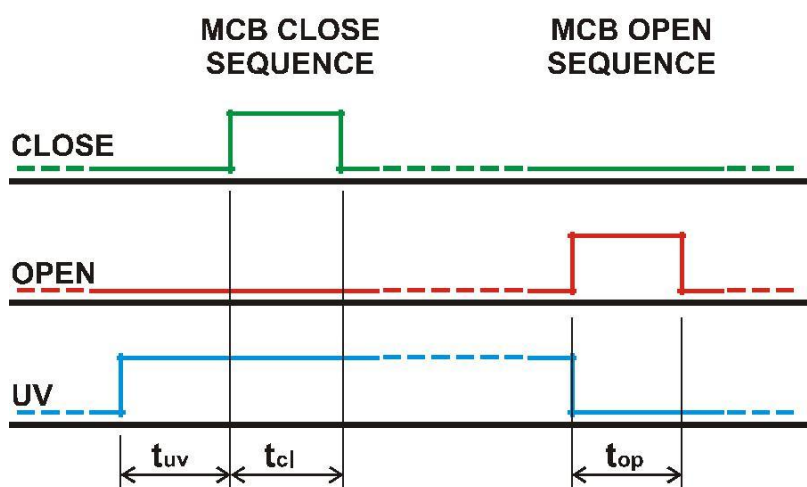 MCB CLOSE
SEQUENCE
MCB OPEN
SEQUENCE
CLOSE
OPEN
UV
tuv
tcl
top